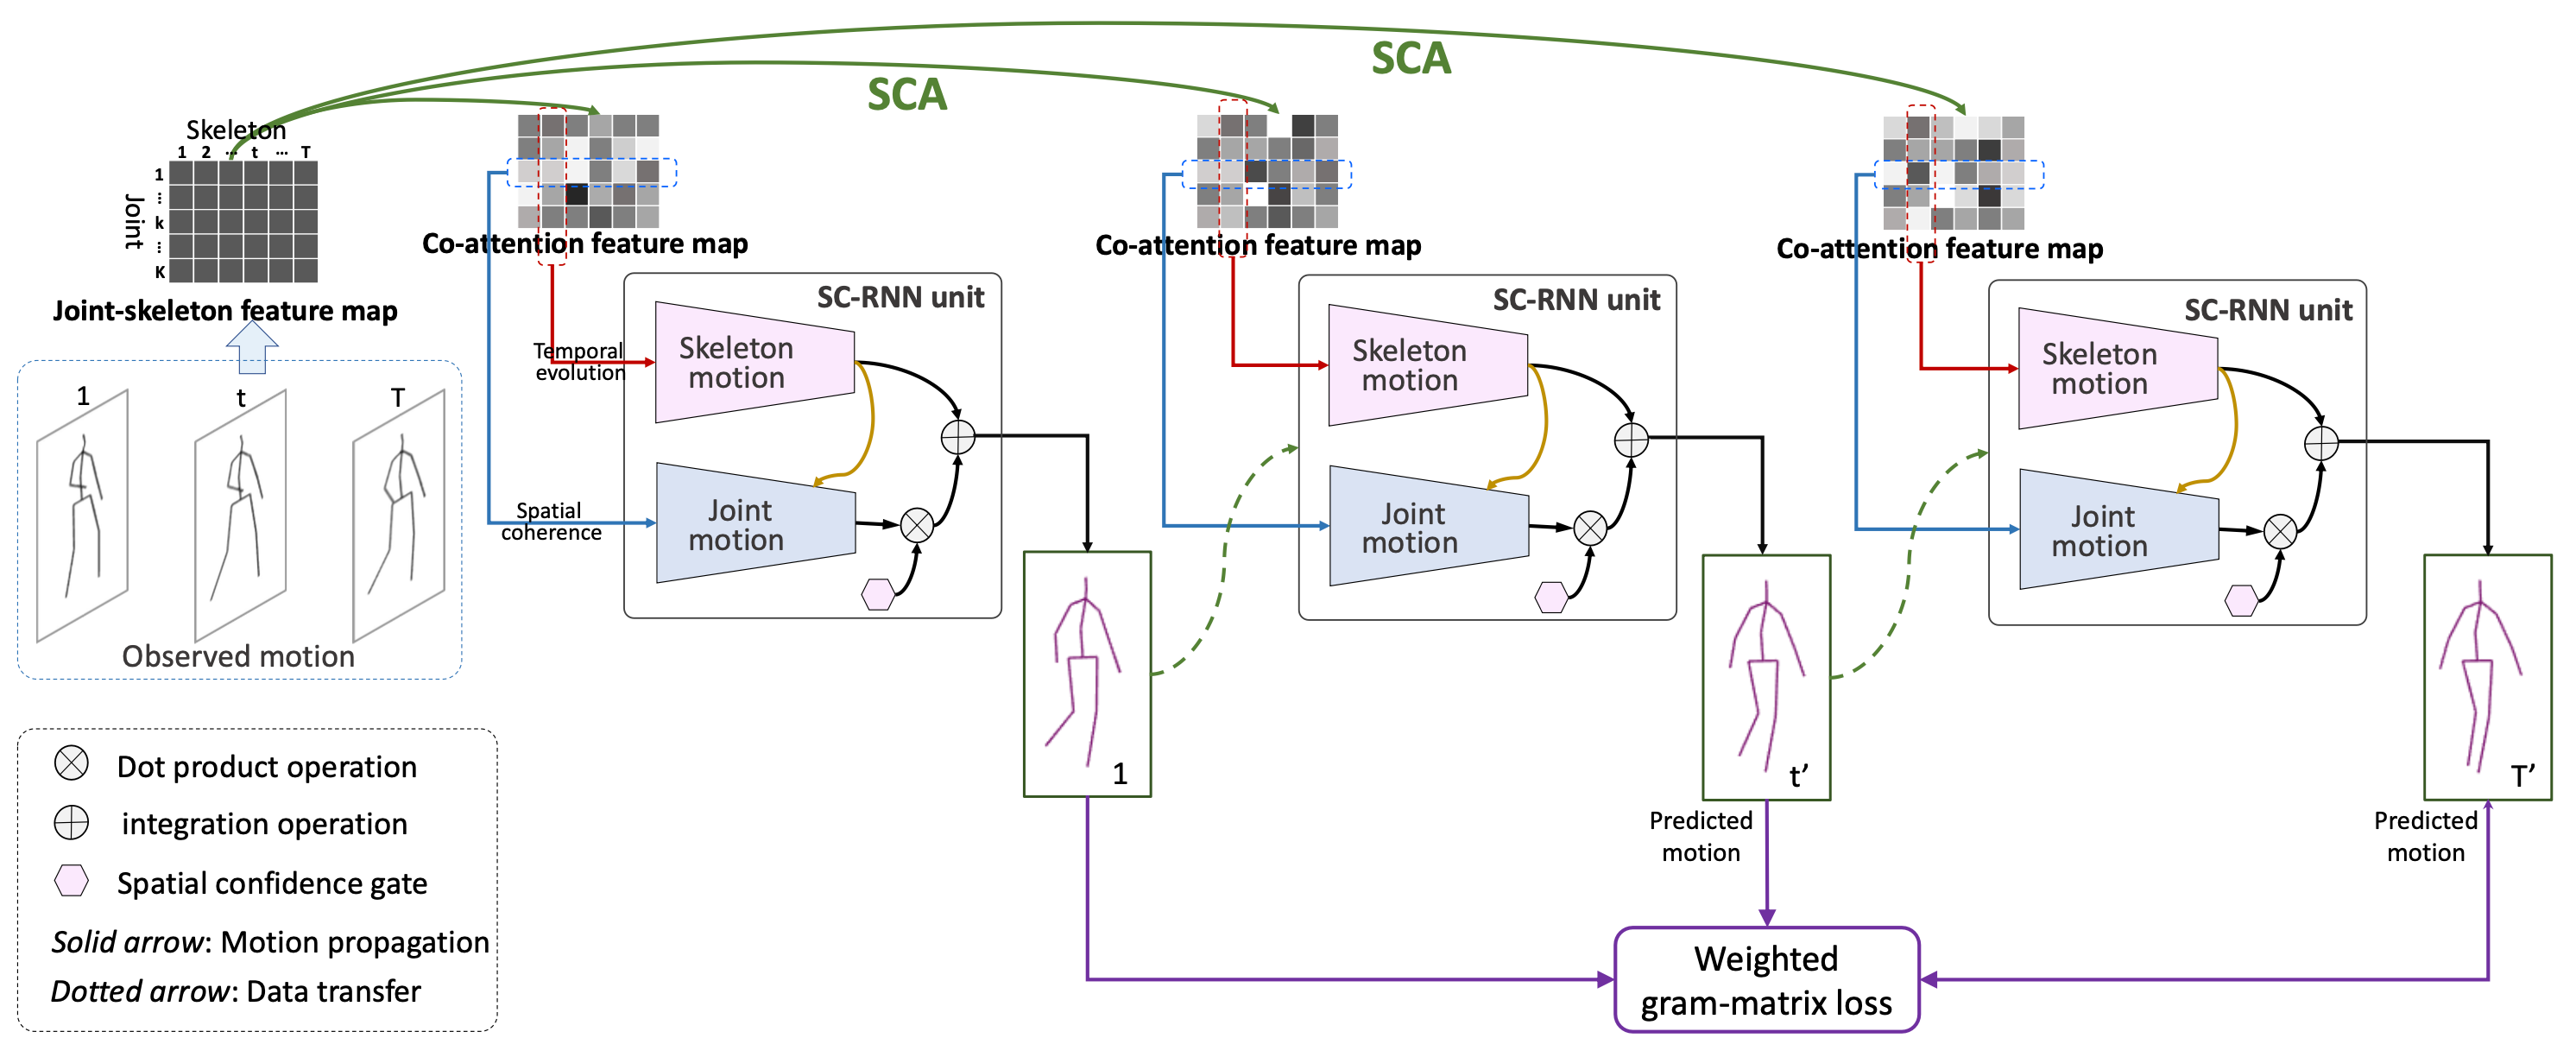 SCA
SCA
Skeleton
1 2 ... t ... T
Joint
1
⋮
k
⋮
K
Joint-skeleton feature map
Co-attention feature map
Co-attention feature map
Co-attention feature map
SC-RNN unit
SC-RNN unit
SC-RNN unit
Temporal
evolution
Skeleton
motion
Skeleton
motion
Skeleton
motion
Spatial
coherence
Joint
motion
Joint
motion
Joint
motion
1
t
T
Observed motion
1
t’
T’
Predicted
motion
Predicted
motion
Dot product operation
integration operation
Spatial confidence gate
Solid arrow: Motion propagation
Dotted arrow: Data transfer
Weighted
gram-matrix loss